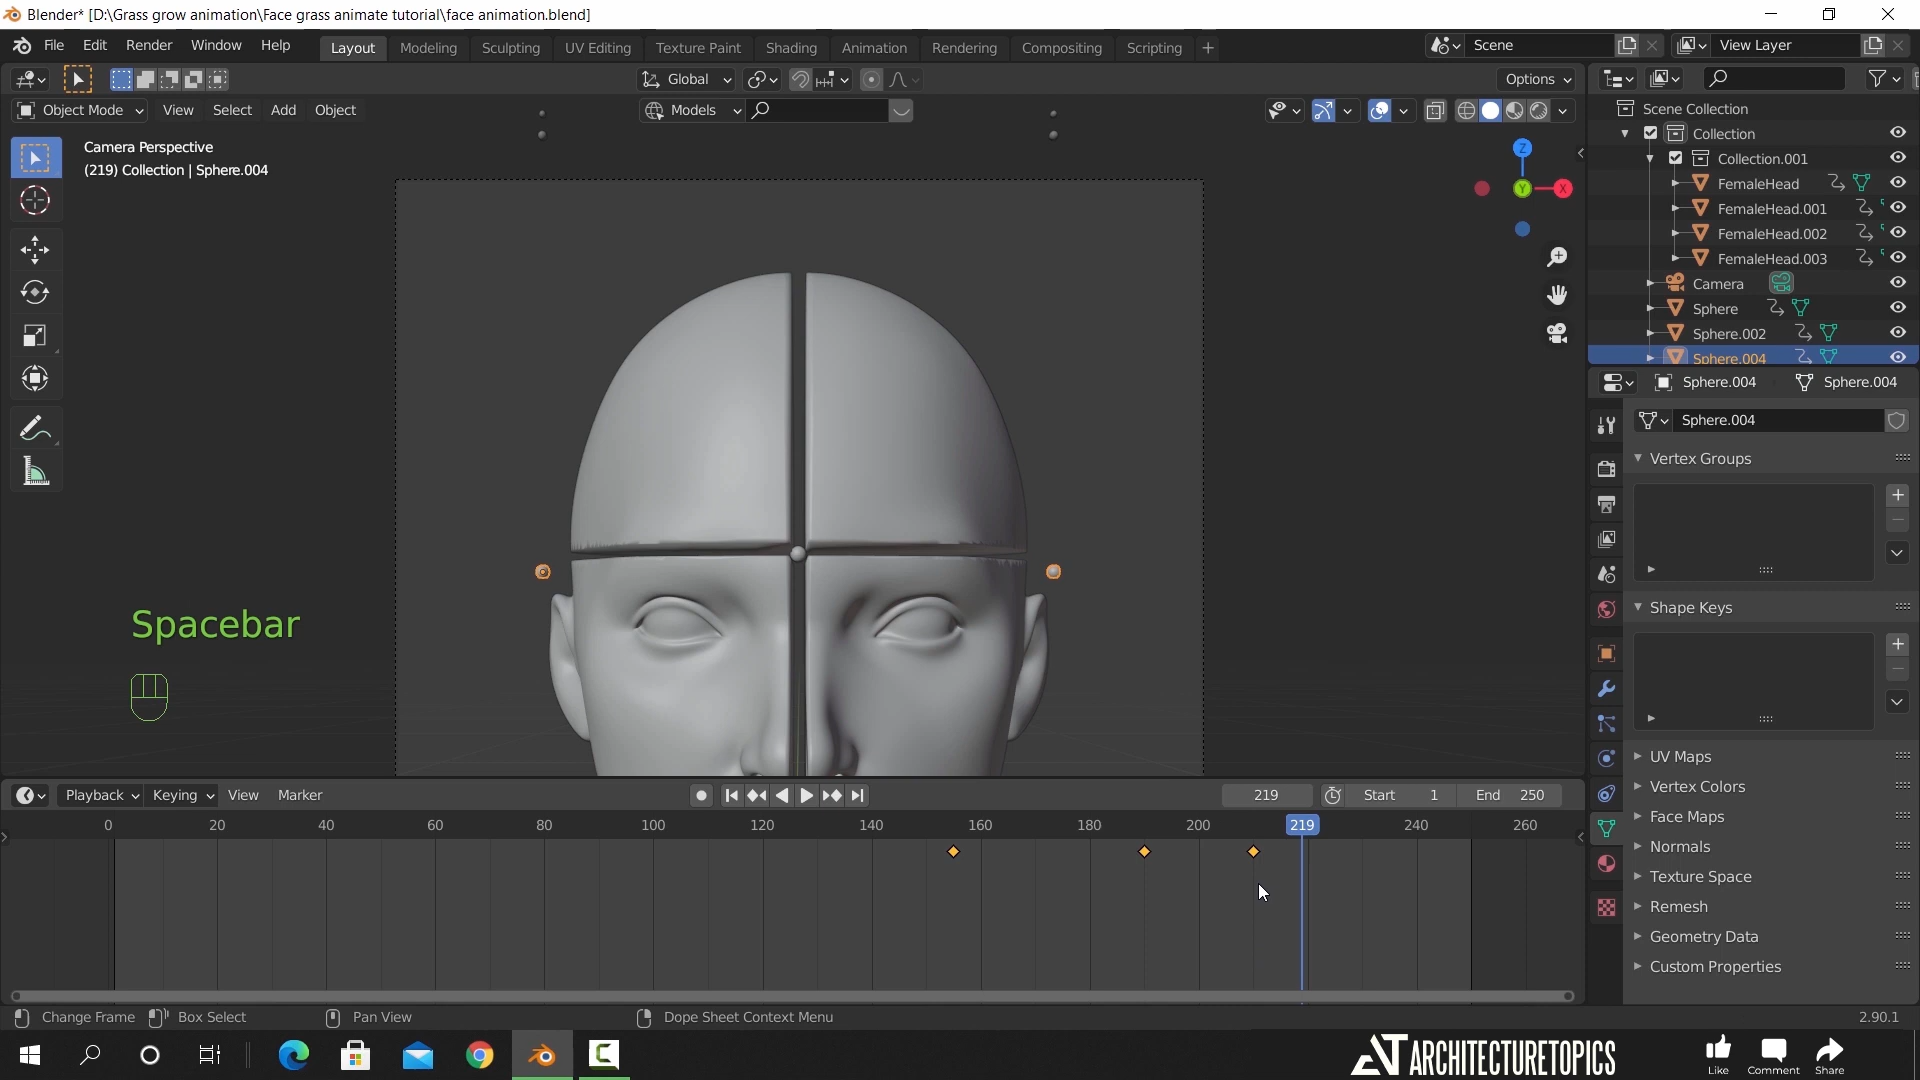 Blender* [D:\Grass grow animation\Face grass animate tutorial\face animation.blend]
File Edit Render Window Help Layout Modeling Sculpting UV Editing Texture Paint Shading Animation Rendering Compositing Scripting + Scene View Layer
Global Options
Object Mode View Select Add Object Models
Camera Perspective
(219) Collection | Sphere.004
Z
Y X
Scene Collection
Collection
Collection.001
FemaleHead
FemaleHead.001
FemaleHead.002
FemaleHead.003
Camera
Sphere
Sphere.002
Sphere.004
Sphere.004 Sphere.004
Sphere.004
Vertex Groups
Shape Keys
UV Maps
Vertex Colors
Face Maps
Normals
Texture Space
Remesh
Geometry Data
Custom Properties
Spacebar
Playback Keying View Marker 219 Start 1 End 250
0 20 40 60 80 100 120 140 160 180 200 219 240 260
Change Frame Box Select Pan View Dope Sheet Context Menu 2.90.1
ARCHITECTURETOPICS
Like Comment Share